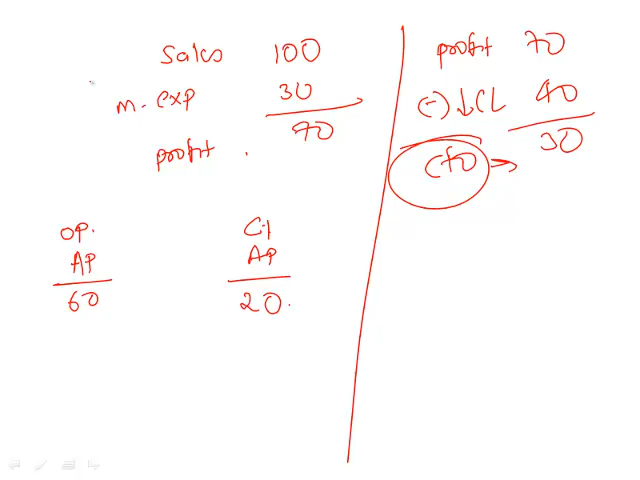 Sales 100
m. exp 30
70
profit .
OP. Cl
AP AP
60 20.
profit 70
(-) ↓ CL 40
30
CFO →